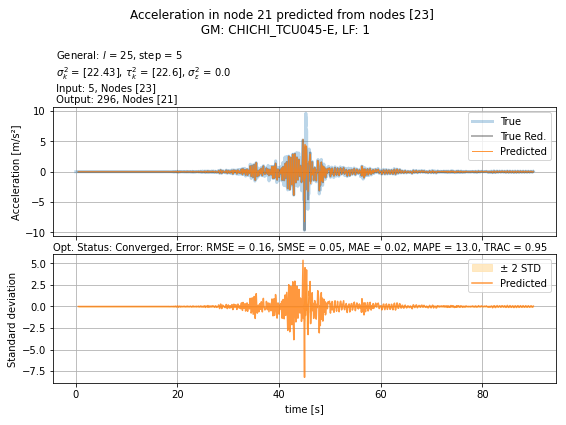 Acceleration in node 21 predicted from nodes [23]
GM: CHICHI_TCU045-E, LF: 1
General: l = 25, step = 5
σ²ₖ = [22.43], τ²ₖ = [22.6], σ²ₑ = 0.0
Input: 5, Nodes [23]
Output: 296, Nodes [21]
Acceleration [m/s²]
10
5
0
−5
−10
True
True Red.
Predicted
Opt. Status: Converged, Error: RMSE = 0.16, SMSE = 0.05, MAE = 0.02, MAPE = 13.0, TRAC = 0.95
Standard deviation
5.0
2.5
0.0
−2.5
−5.0
−7.5
± 2 STD
Predicted
0 20 40 60 80
time [s]